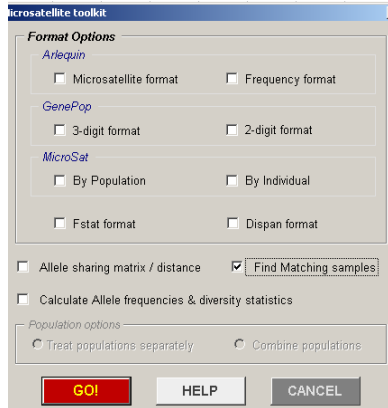 icrosatellite toolkit
Format Options
Arlequin
Microsatellite format Frequency format
GenePop
3-digit format 2-digit format
MicroSat
By Population By Individual
Fstat format Dispan format
Allele sharing matrix / distance Find Matching samples
Calculate Allele frequencies & diversity statistics
Population options
Treat populations separately Combine populations
GO! HELP CANCEL